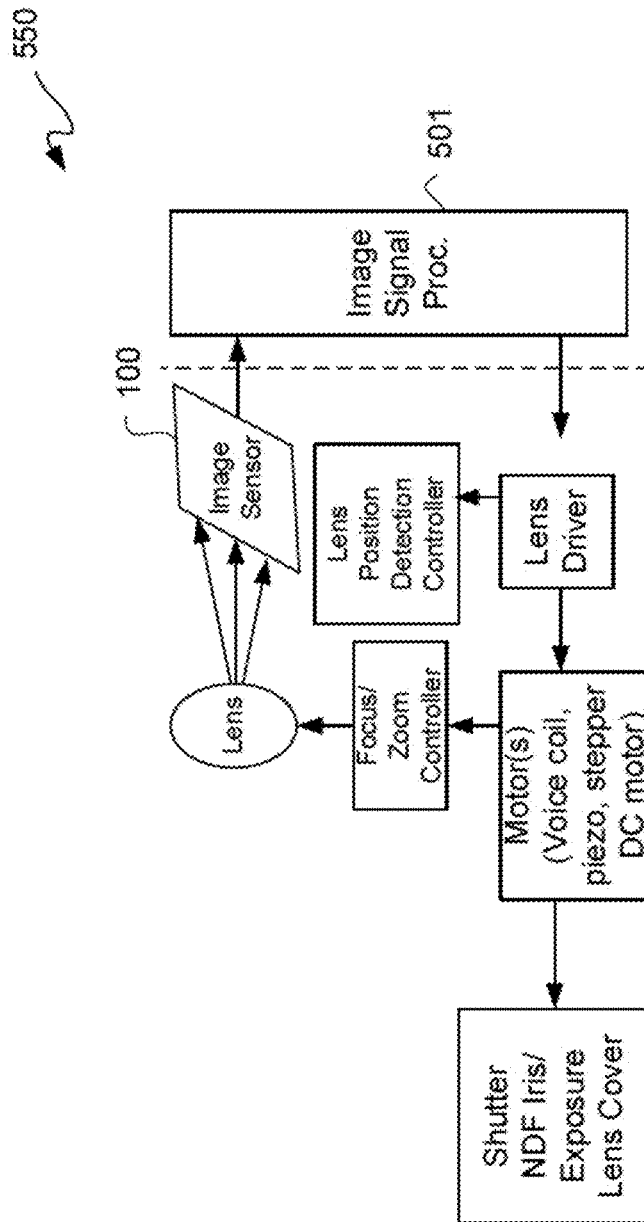 Shutter
NDF Iris/
Exposure
Lens Cover
Motor(s)
(Voice coil,
piezo, stepper
DC motor)
Focus/
Zoom
Controller
Lens
Lens
Driver
Lens
Position
Detection
Controller
Image
Sensor
100
Image
Signal
Proc.
501
550